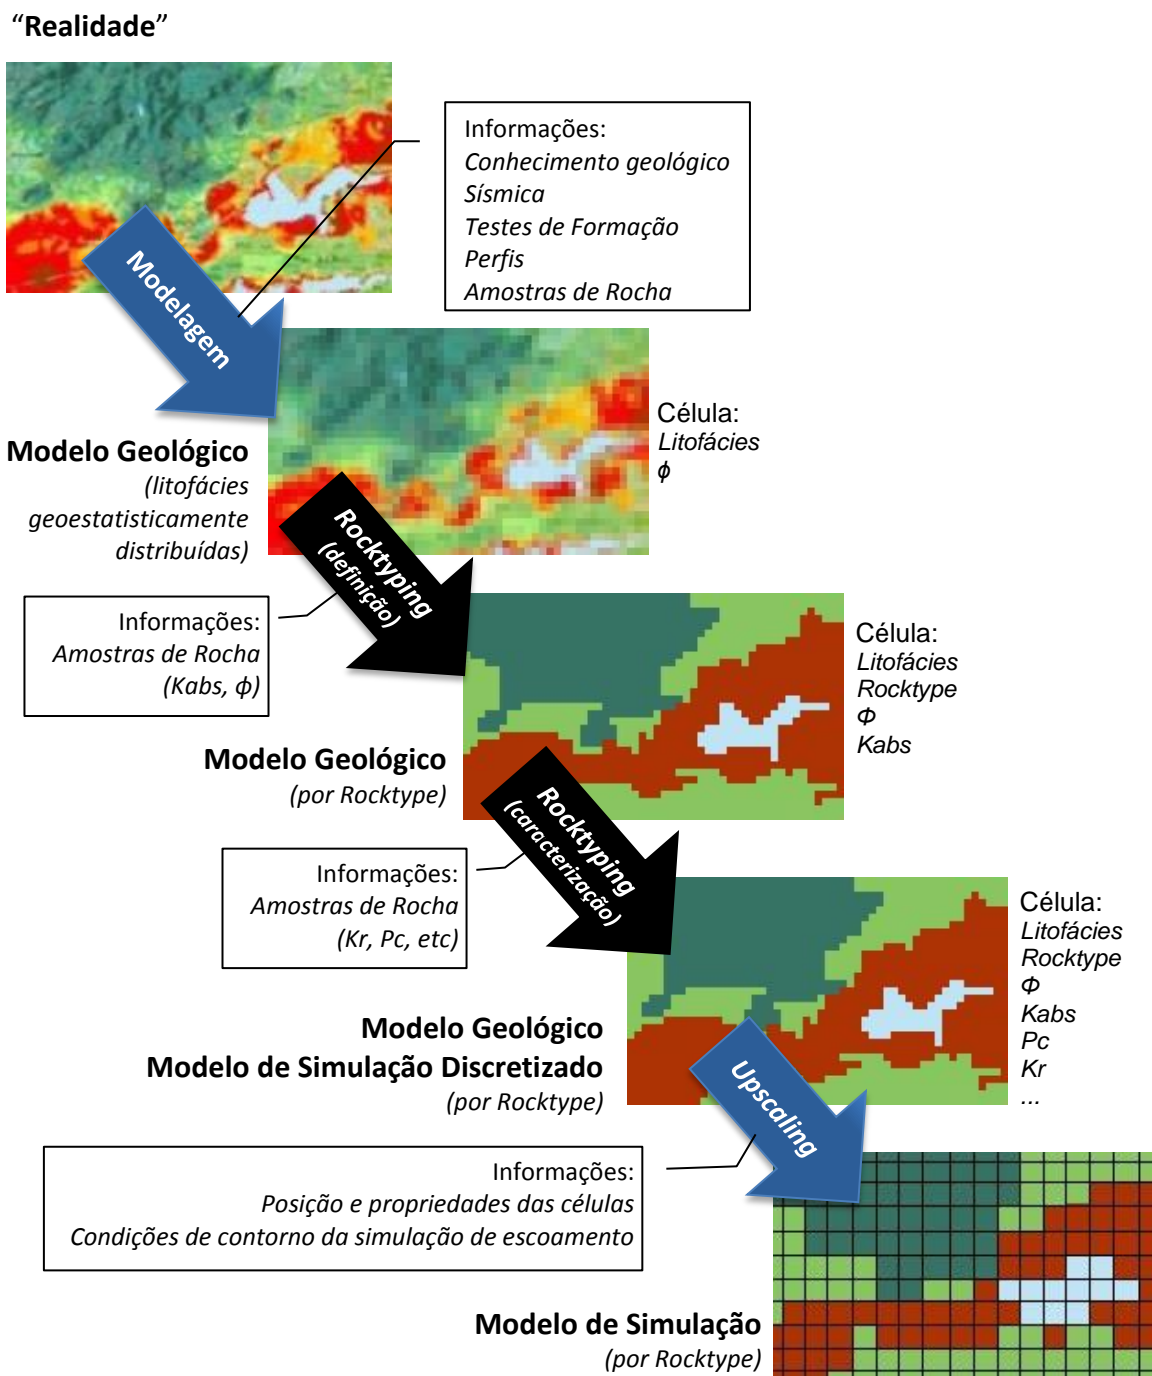 “Realidade”
Informações:
Conhecimento geológico
Sísmica
Testes de Formação
Perfis
Amostras de Rocha
Modelagem
Célula:
Litofácies
ϕ
Modelo Geológico
(litofácies
geoestatisticamente
distribuídas)
Rocktyping
(definição)
Informações:
Amostras de Rocha
(Kabs, φ)
Célula:
Litofácies
Rocktype
Φ
Kabs
Modelo Geológico
(por Rocktype)
Rocktyping
(caracterização)
Informações:
Amostras de Rocha
(Kr, Pc, etc)
Célula:
Litofácies
Rocktype
Φ
Kabs
Pc
Kr
...
Modelo Geológico
Modelo de Simulação Discretizado
(por Rocktype)
Upscaling
Informações:
Posição e propriedades das células
Condições de contorno da simulação de escoamento
Modelo de Simulação
(por Rocktype)